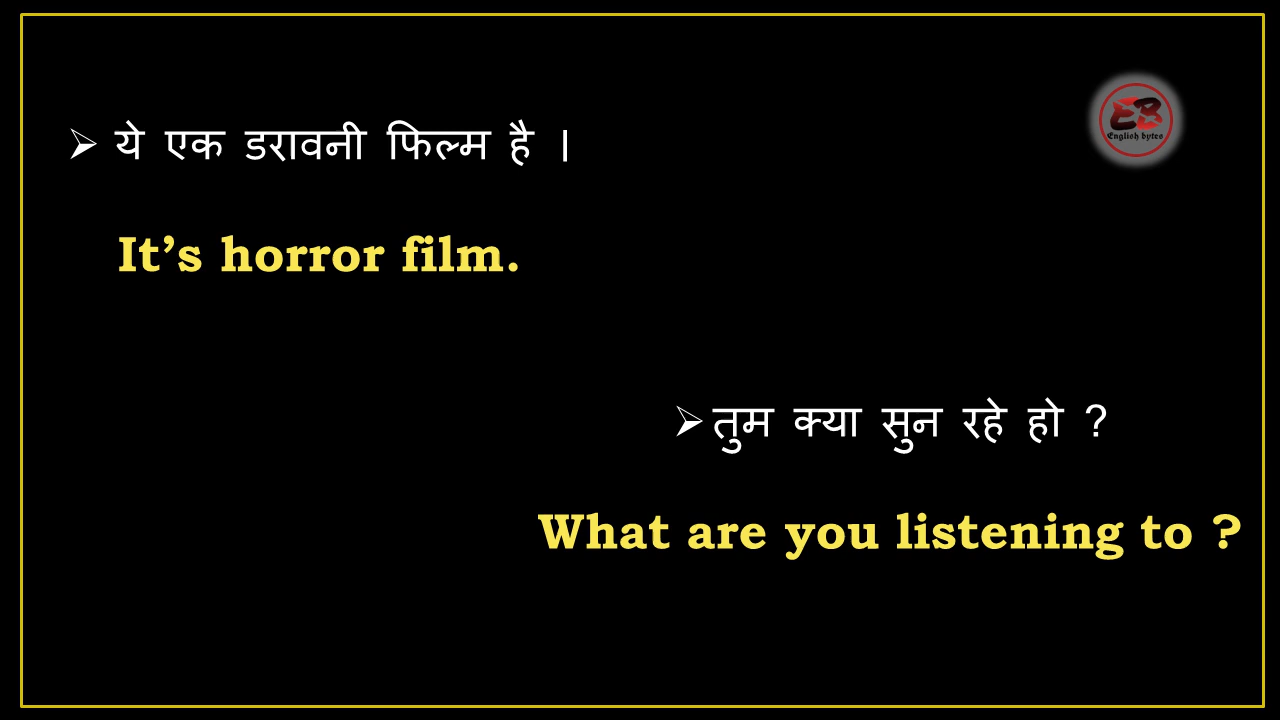 ये एक डरावनी फिल्म है ।
EB
English bytes
It’s horror film.
तुम क्या सुन रहे हो ?
What are you listening to ?